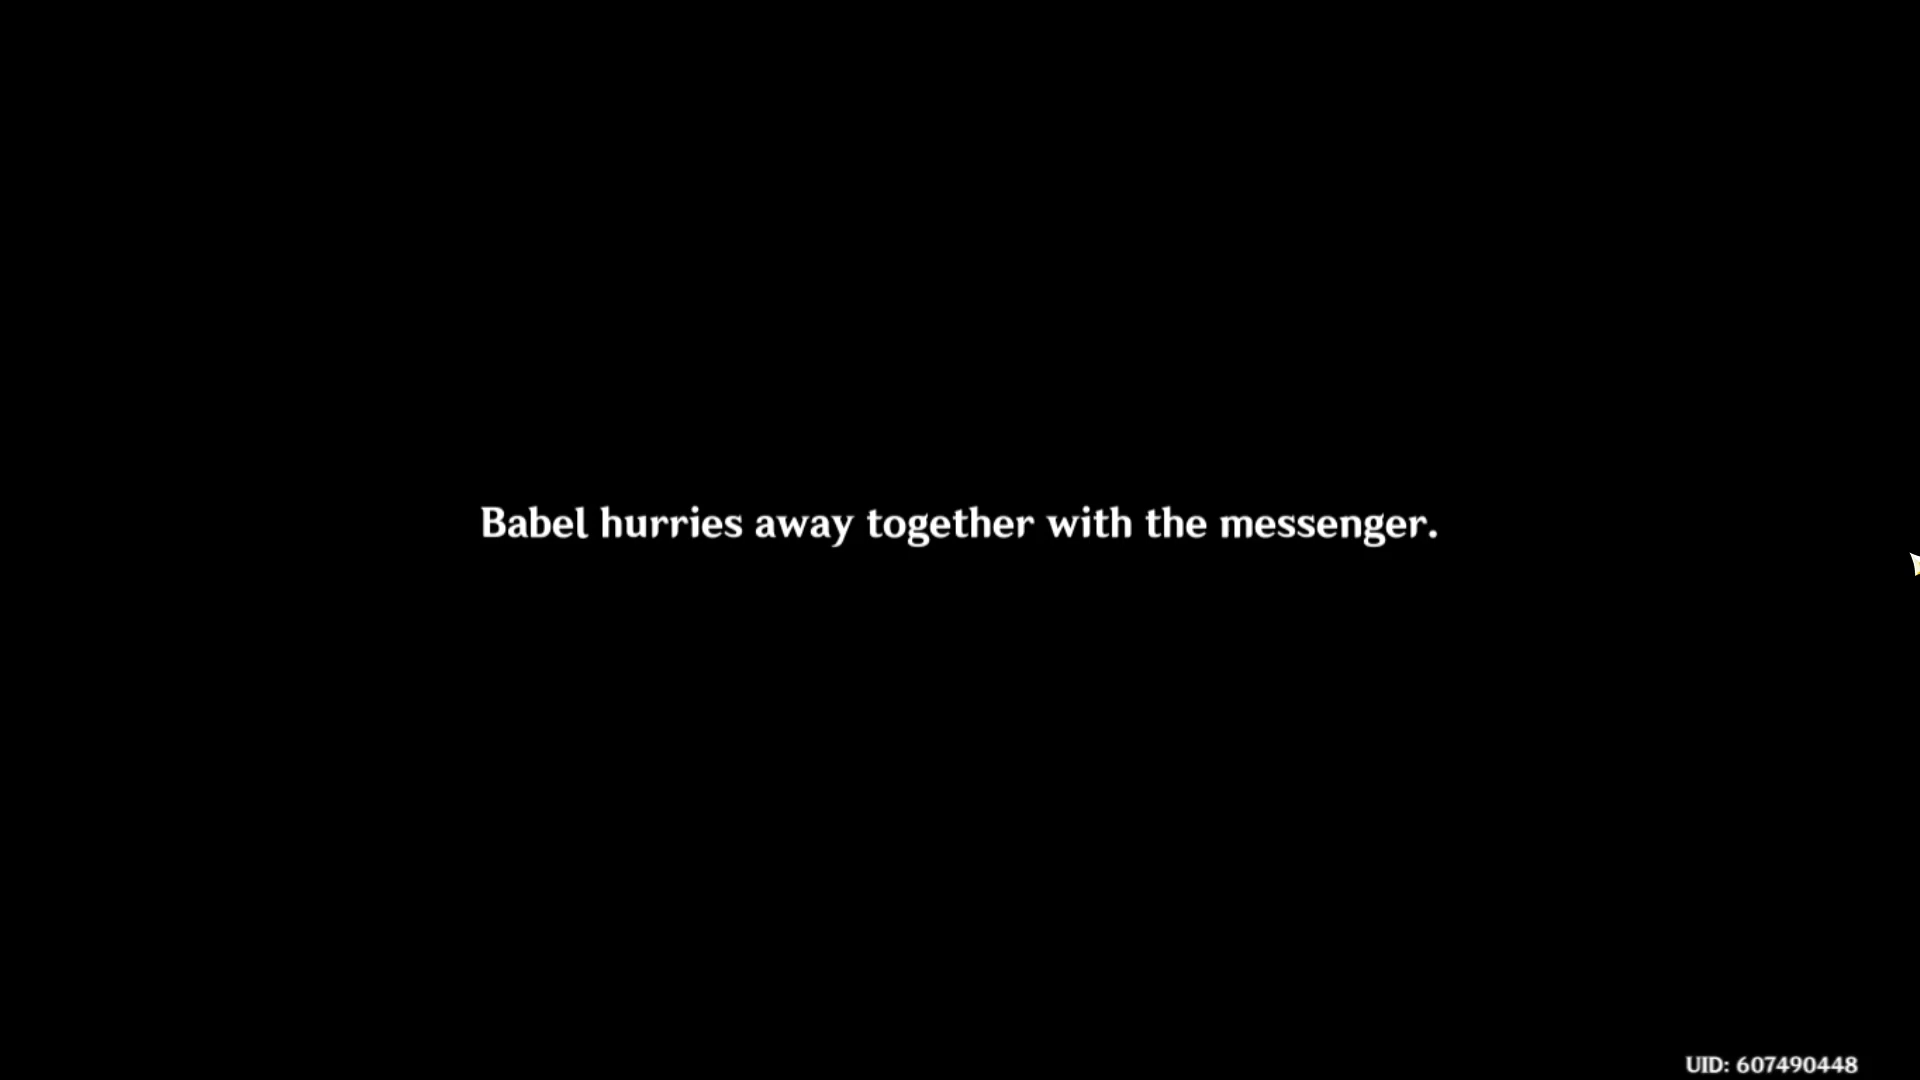 Babel hurries away together with the messenger.
UID: 607490448